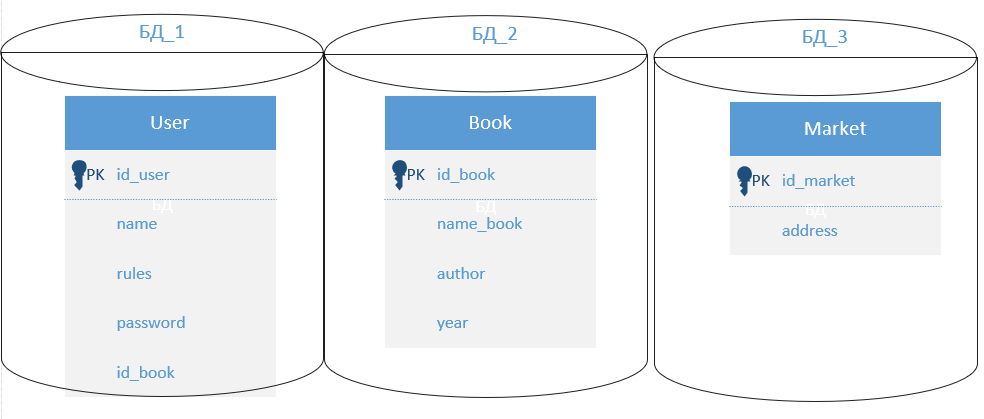 БД_1
User
PK id_user
БД
name
rules
password
id_book
БД_2
Book
PK id_book
БД
name_book
author
year
БД_3
Market
PK id_market
БД
address